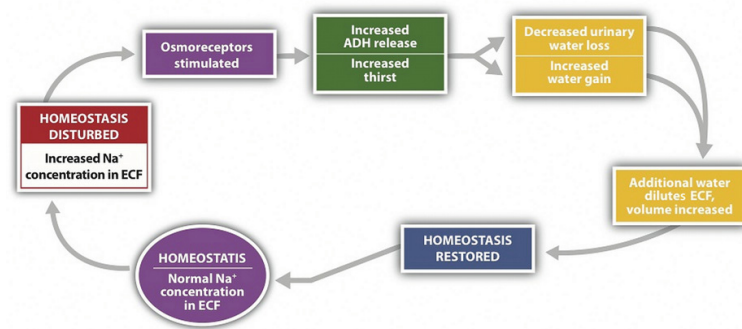 Osmoreceptors
stimulated
Increased
ADH release
Increased
thirst
Decreased urinary
water loss
Increased
water gain
HOMEOSTASIS
DISTURBED
Increased Na⁺
concentration in ECF
Additional water
dilutes ECF,
volume increased
HOMEOSTASIS
RESTORED
HOMEOSTATIS
Normal Na⁺
concentration
in ECF